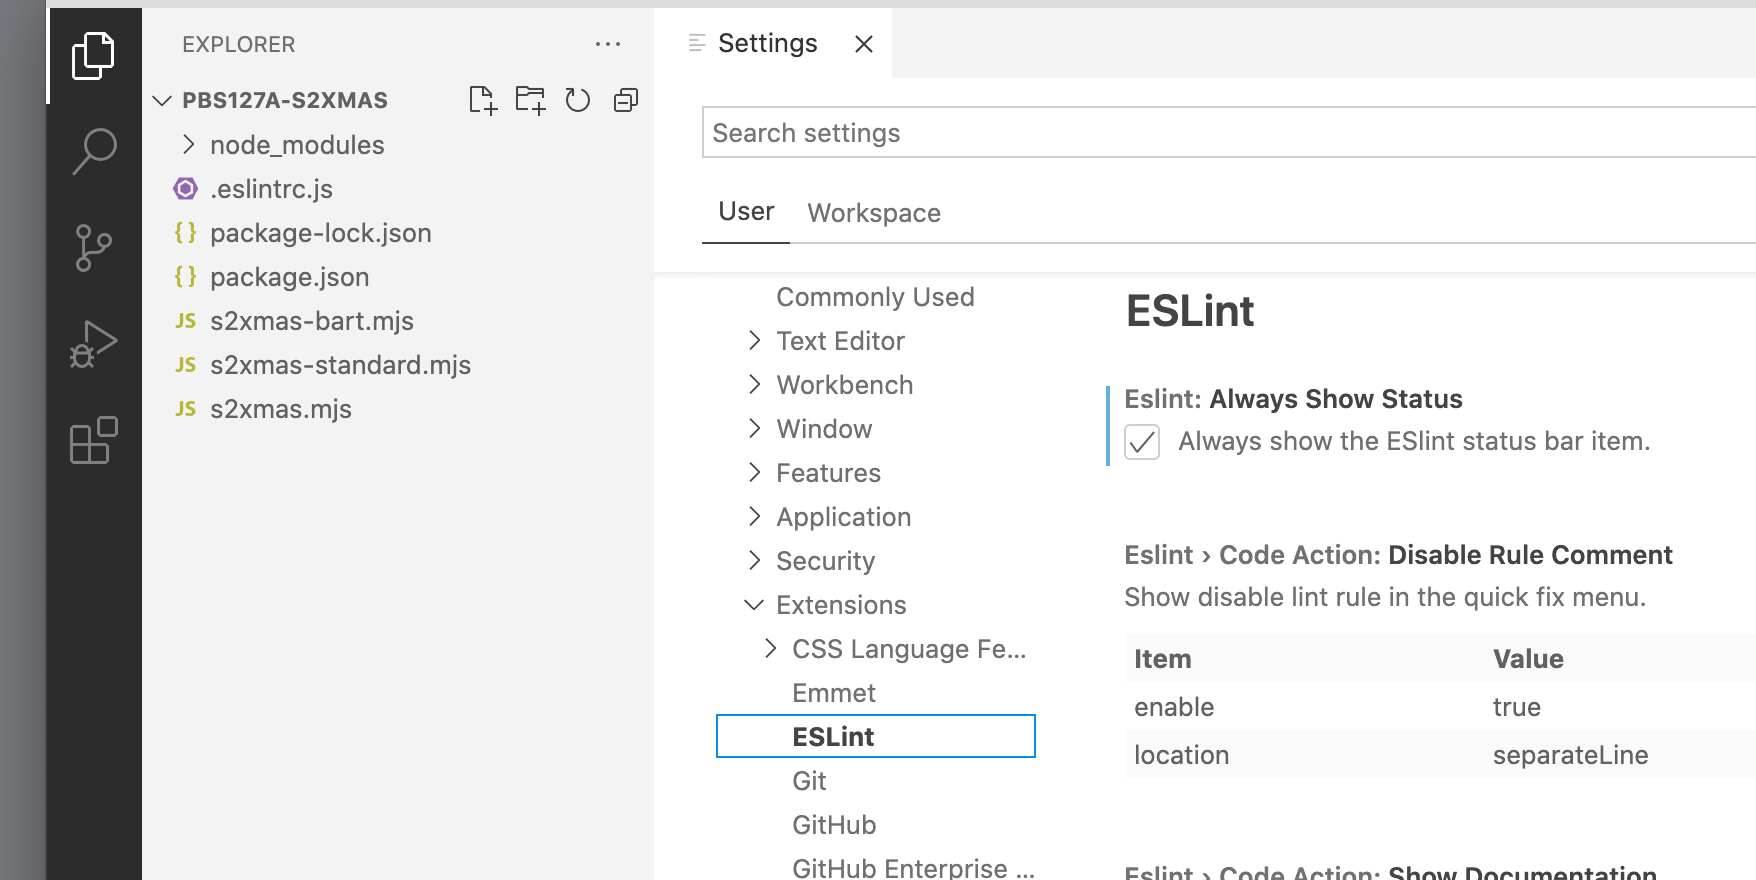 EXPLORER
PBS127A-S2XMAS
node_modules
.eslintrc.js
{} package-lock.json
{} package.json
JS s2xmas-bart.mjs
JS s2xmas-standard.mjs
JS s2xmas.mjs
Settings
Search settings
User Workspace
Commonly Used
Text Editor
Workbench
Window
Features
Application
Security
Extensions
CSS Language Fe...
Emmet
ESLint
Git
GitHub
GitHub Enterprise ...
ESLint
Eslint: Always Show Status
Always show the ESlint status bar item.
Eslint › Code Action: Disable Rule Comment
Show disable lint rule in the quick fix menu.
Item Value
enable true
location separateLine
Eslint › Code Action: Show Documentation